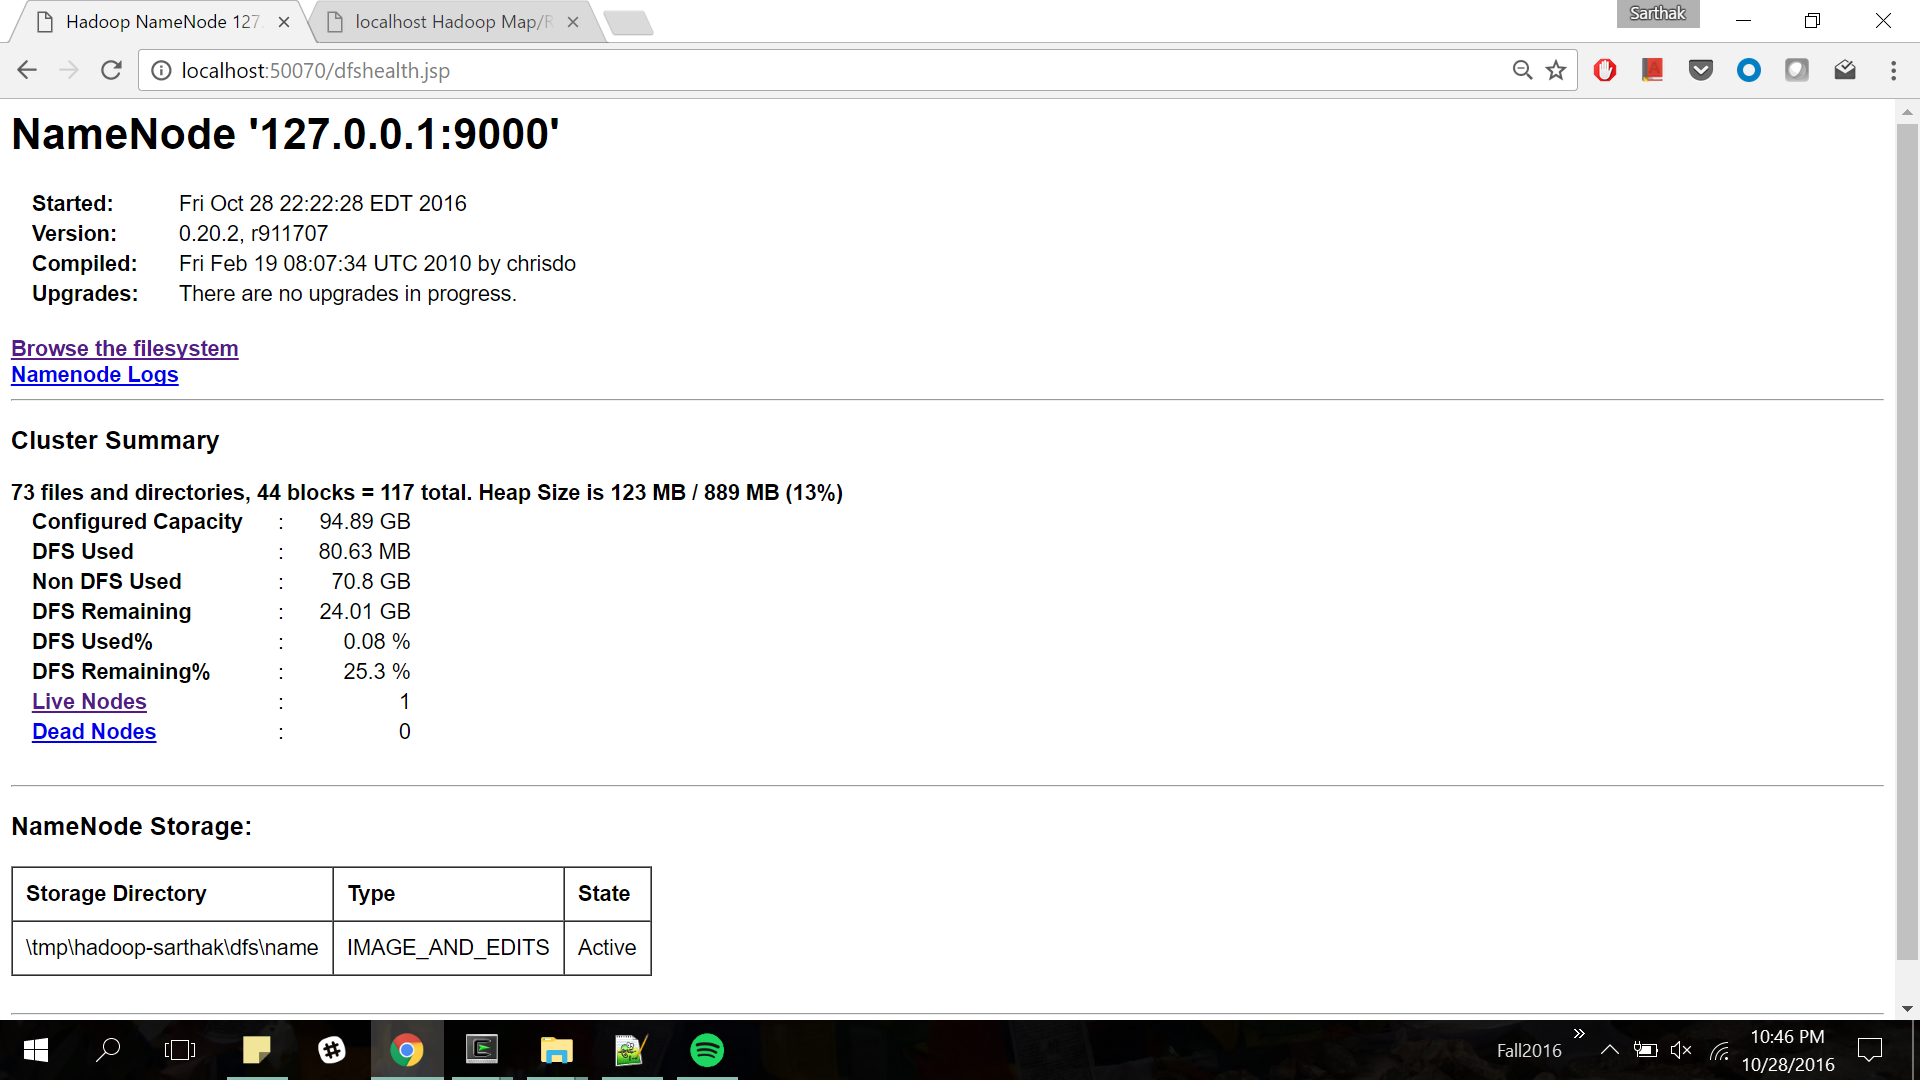 Hadoop NameNode 127.
localhost Hadoop Map/R
Sarthak
localhost:50070/dfshealth.jsp
NameNode '127.0.0.1:9000'
Started: Fri Oct 28 22:22:28 EDT 2016
Version: 0.20.2, r911707
Compiled: Fri Feb 19 08:07:34 UTC 2010 by chrisdo
Upgrades: There are no upgrades in progress.
Browse the filesystem
Namenode Logs
Cluster Summary
73 files and directories, 44 blocks = 117 total. Heap Size is 123 MB / 889 MB (13%)
Configured Capacity : 94.89 GB
DFS Used : 80.63 MB
Non DFS Used : 70.8 GB
DFS Remaining : 24.01 GB
DFS Used% : 0.08 %
DFS Remaining% : 25.3 %
Live Nodes : 1
Dead Nodes : 0
NameNode Storage:
Storage Directory Type State
\tmp\hadoop-sarthak\dfs\name IMAGE_AND_EDITS Active
Fall2016
10:46 PM
10/28/2016